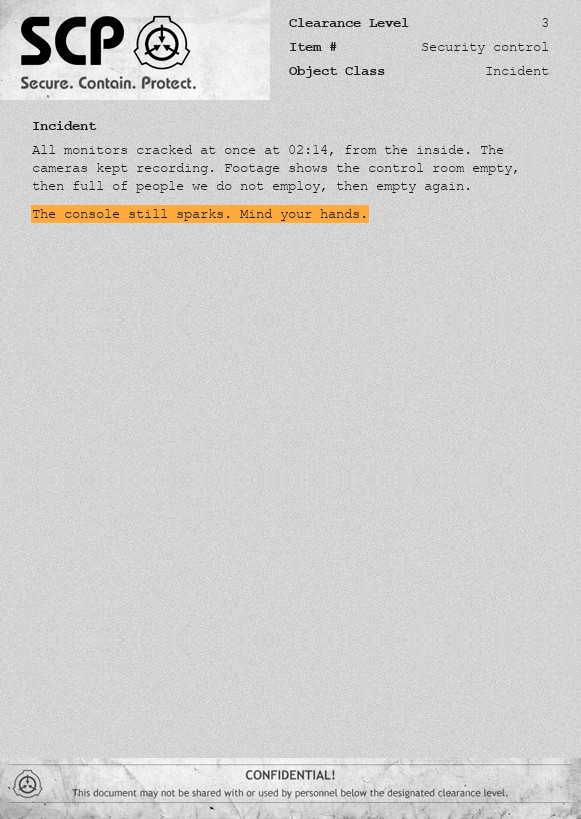 SCP
Secure. Contain. Protect.
Clearance Level 3
Item # Security control
Object Class Incident
Incident
All monitors cracked at once at 02:14, from the inside. The
cameras kept recording. Footage shows the control room empty,
then full of people we do not employ, then empty again.
The console still sparks. Mind your hands.
CONFIDENTIAL!
This document may not be shared with or used by personnel below the designated clearance level.